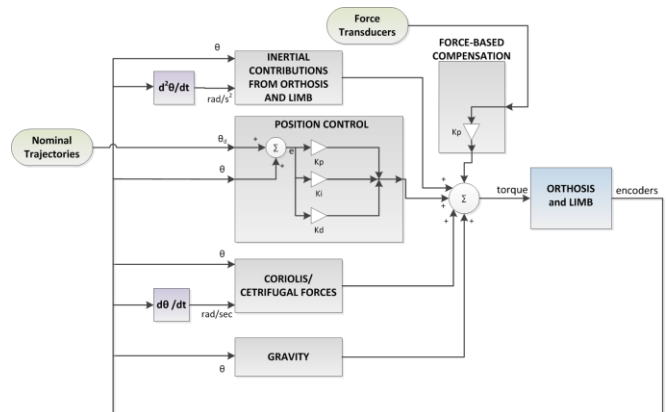 Force
Transducers
θ
INERTIAL
CONTRIBUTIONS
FROM ORTHOSIS
AND LIMB
FORCE-BASED
COMPENSATION
d²θ/dt
rad/s²
Kp
POSITION CONTROL
Nominal
Trajectories
θd
+
Σ
e
+
Kp
θ
Ki
Kd
+
+
+
+
+
Σ
torque
ORTHOSIS
and LIMB
encoders
θ
CORIOLIS/
CETRIFUGAL FORCES
dθ /dt
rad/sec
GRAVITY
θ